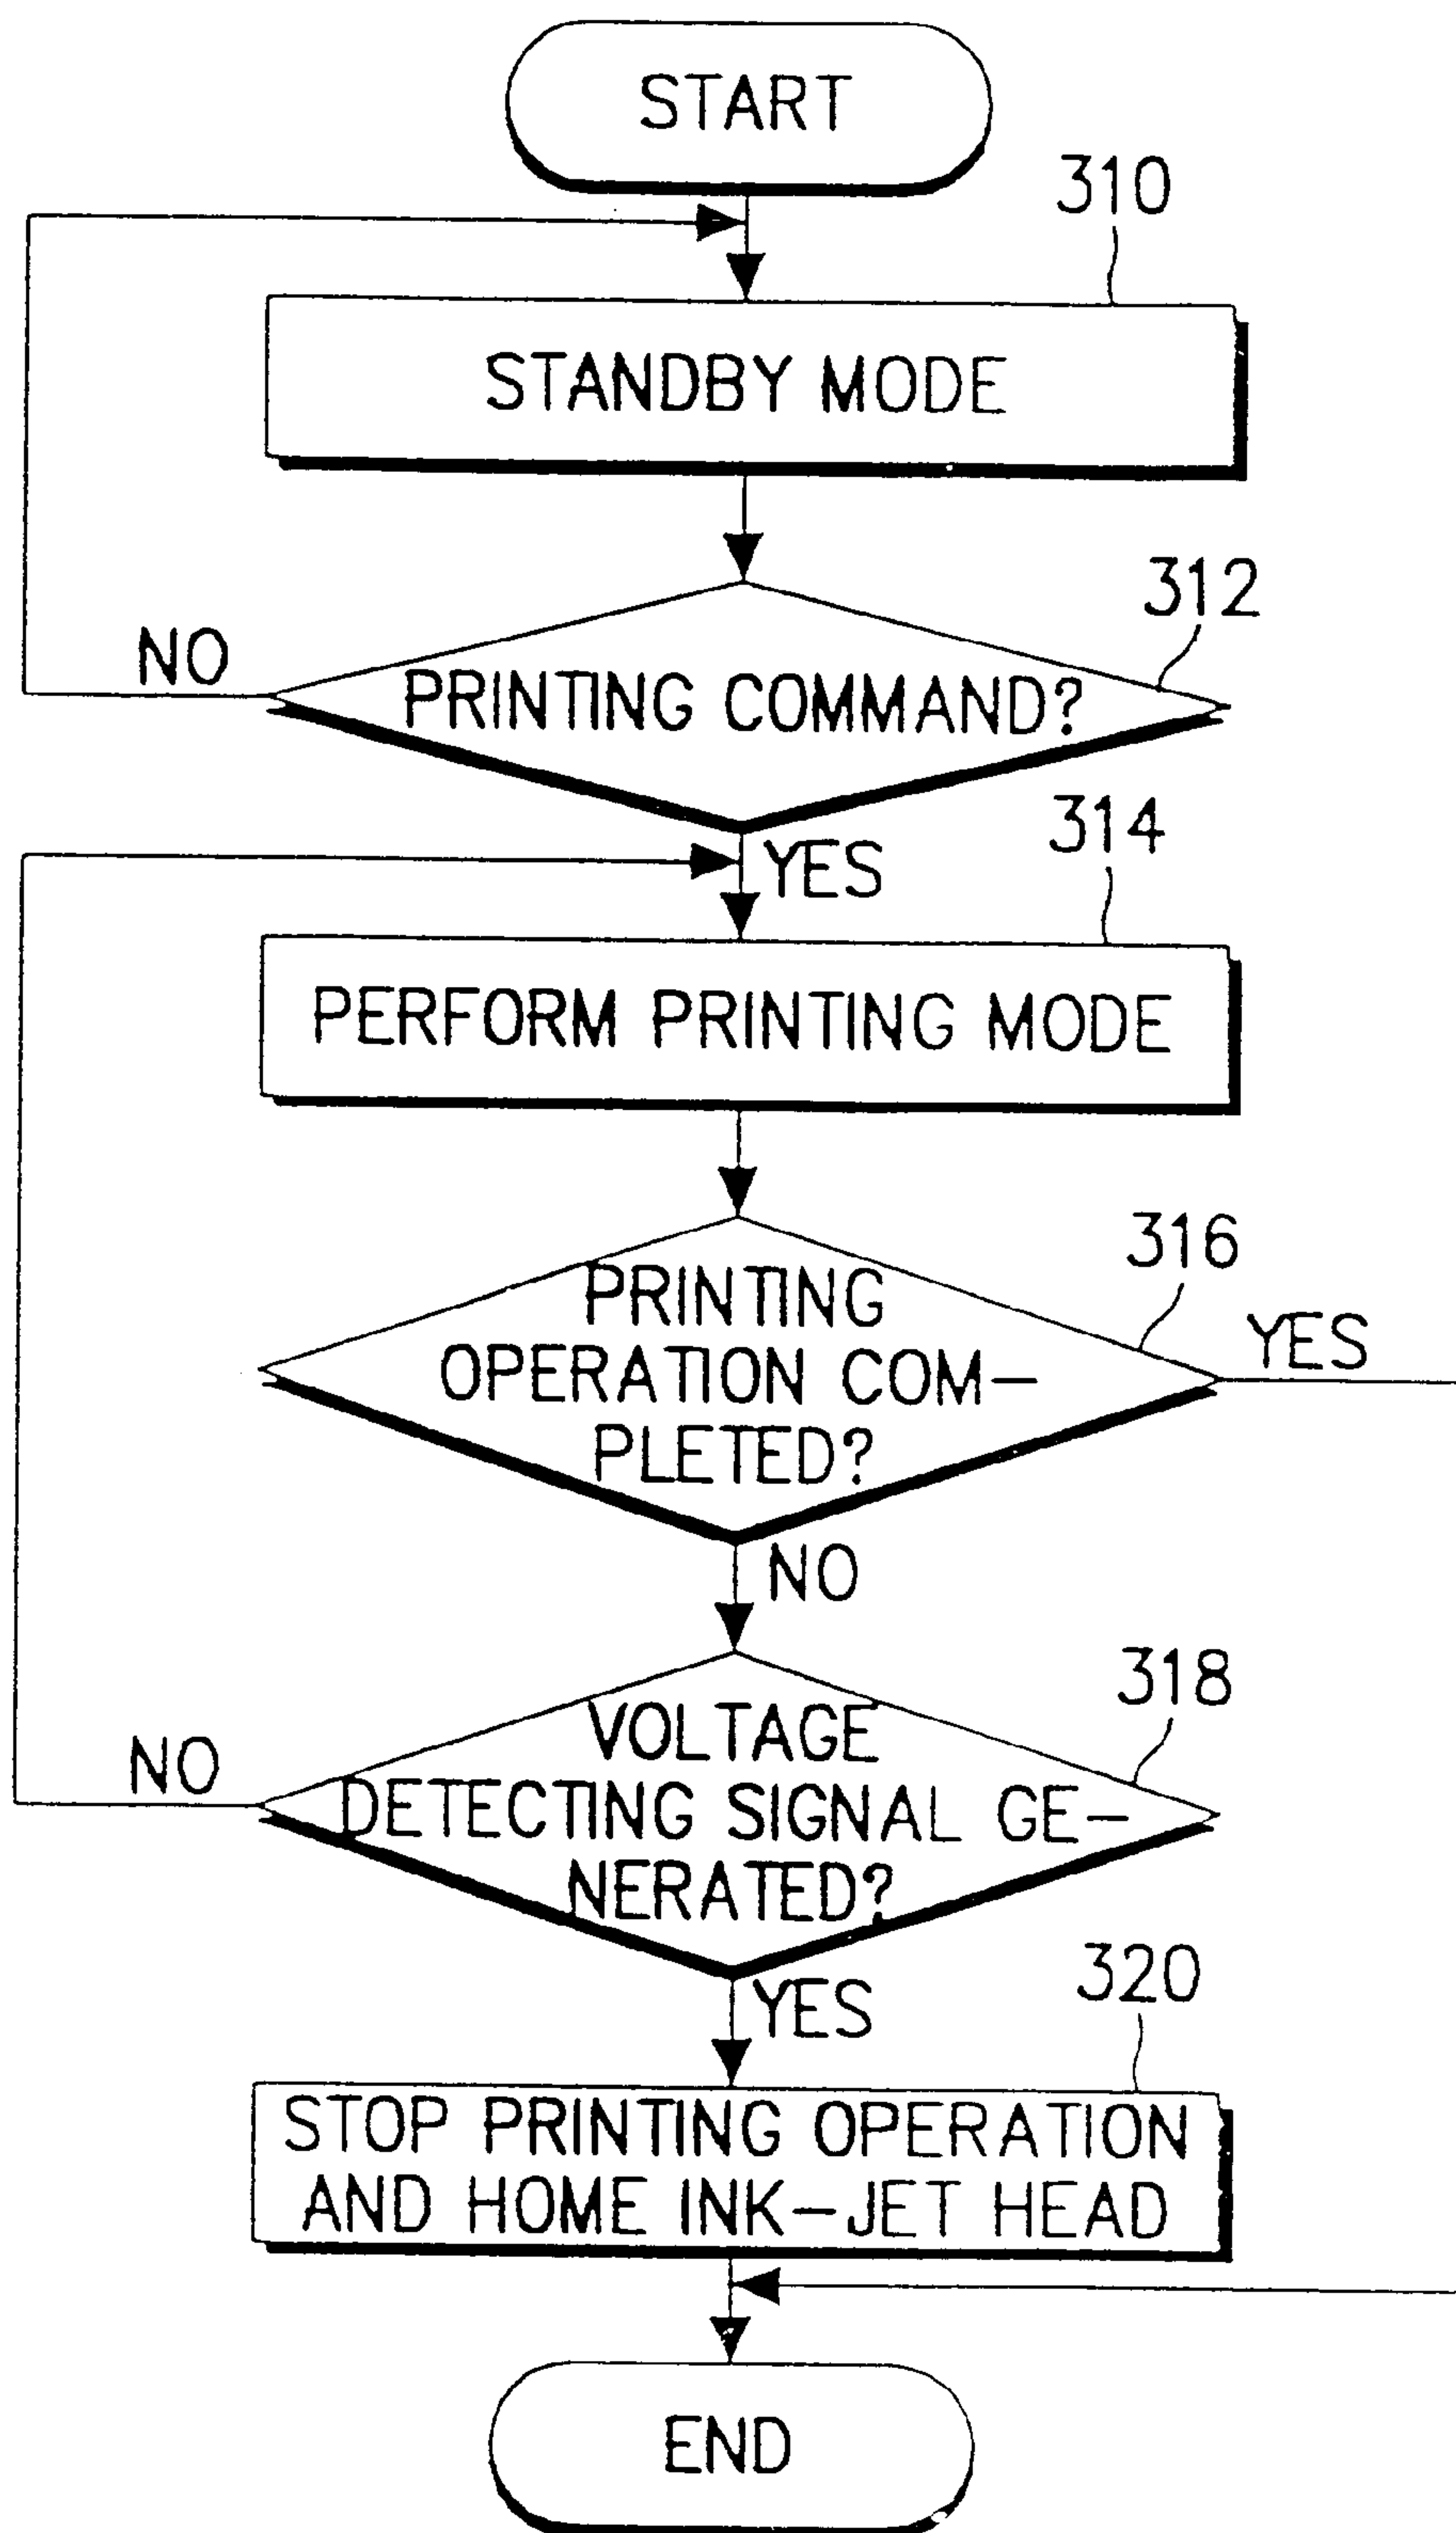 START
310
STANDBY MODE
312
NO
PRINTING COMMAND?
314
YES
PERFORM PRINTING MODE
316
PRINTING
YES
OPERATION COM-
PLETED?
NO
318
VOLTAGE
NO
DETECTING SIGNAL GE-
NERATED?
320
YES
STOP PRINTING OPERATION
AND HOME INK-JET HEAD
END